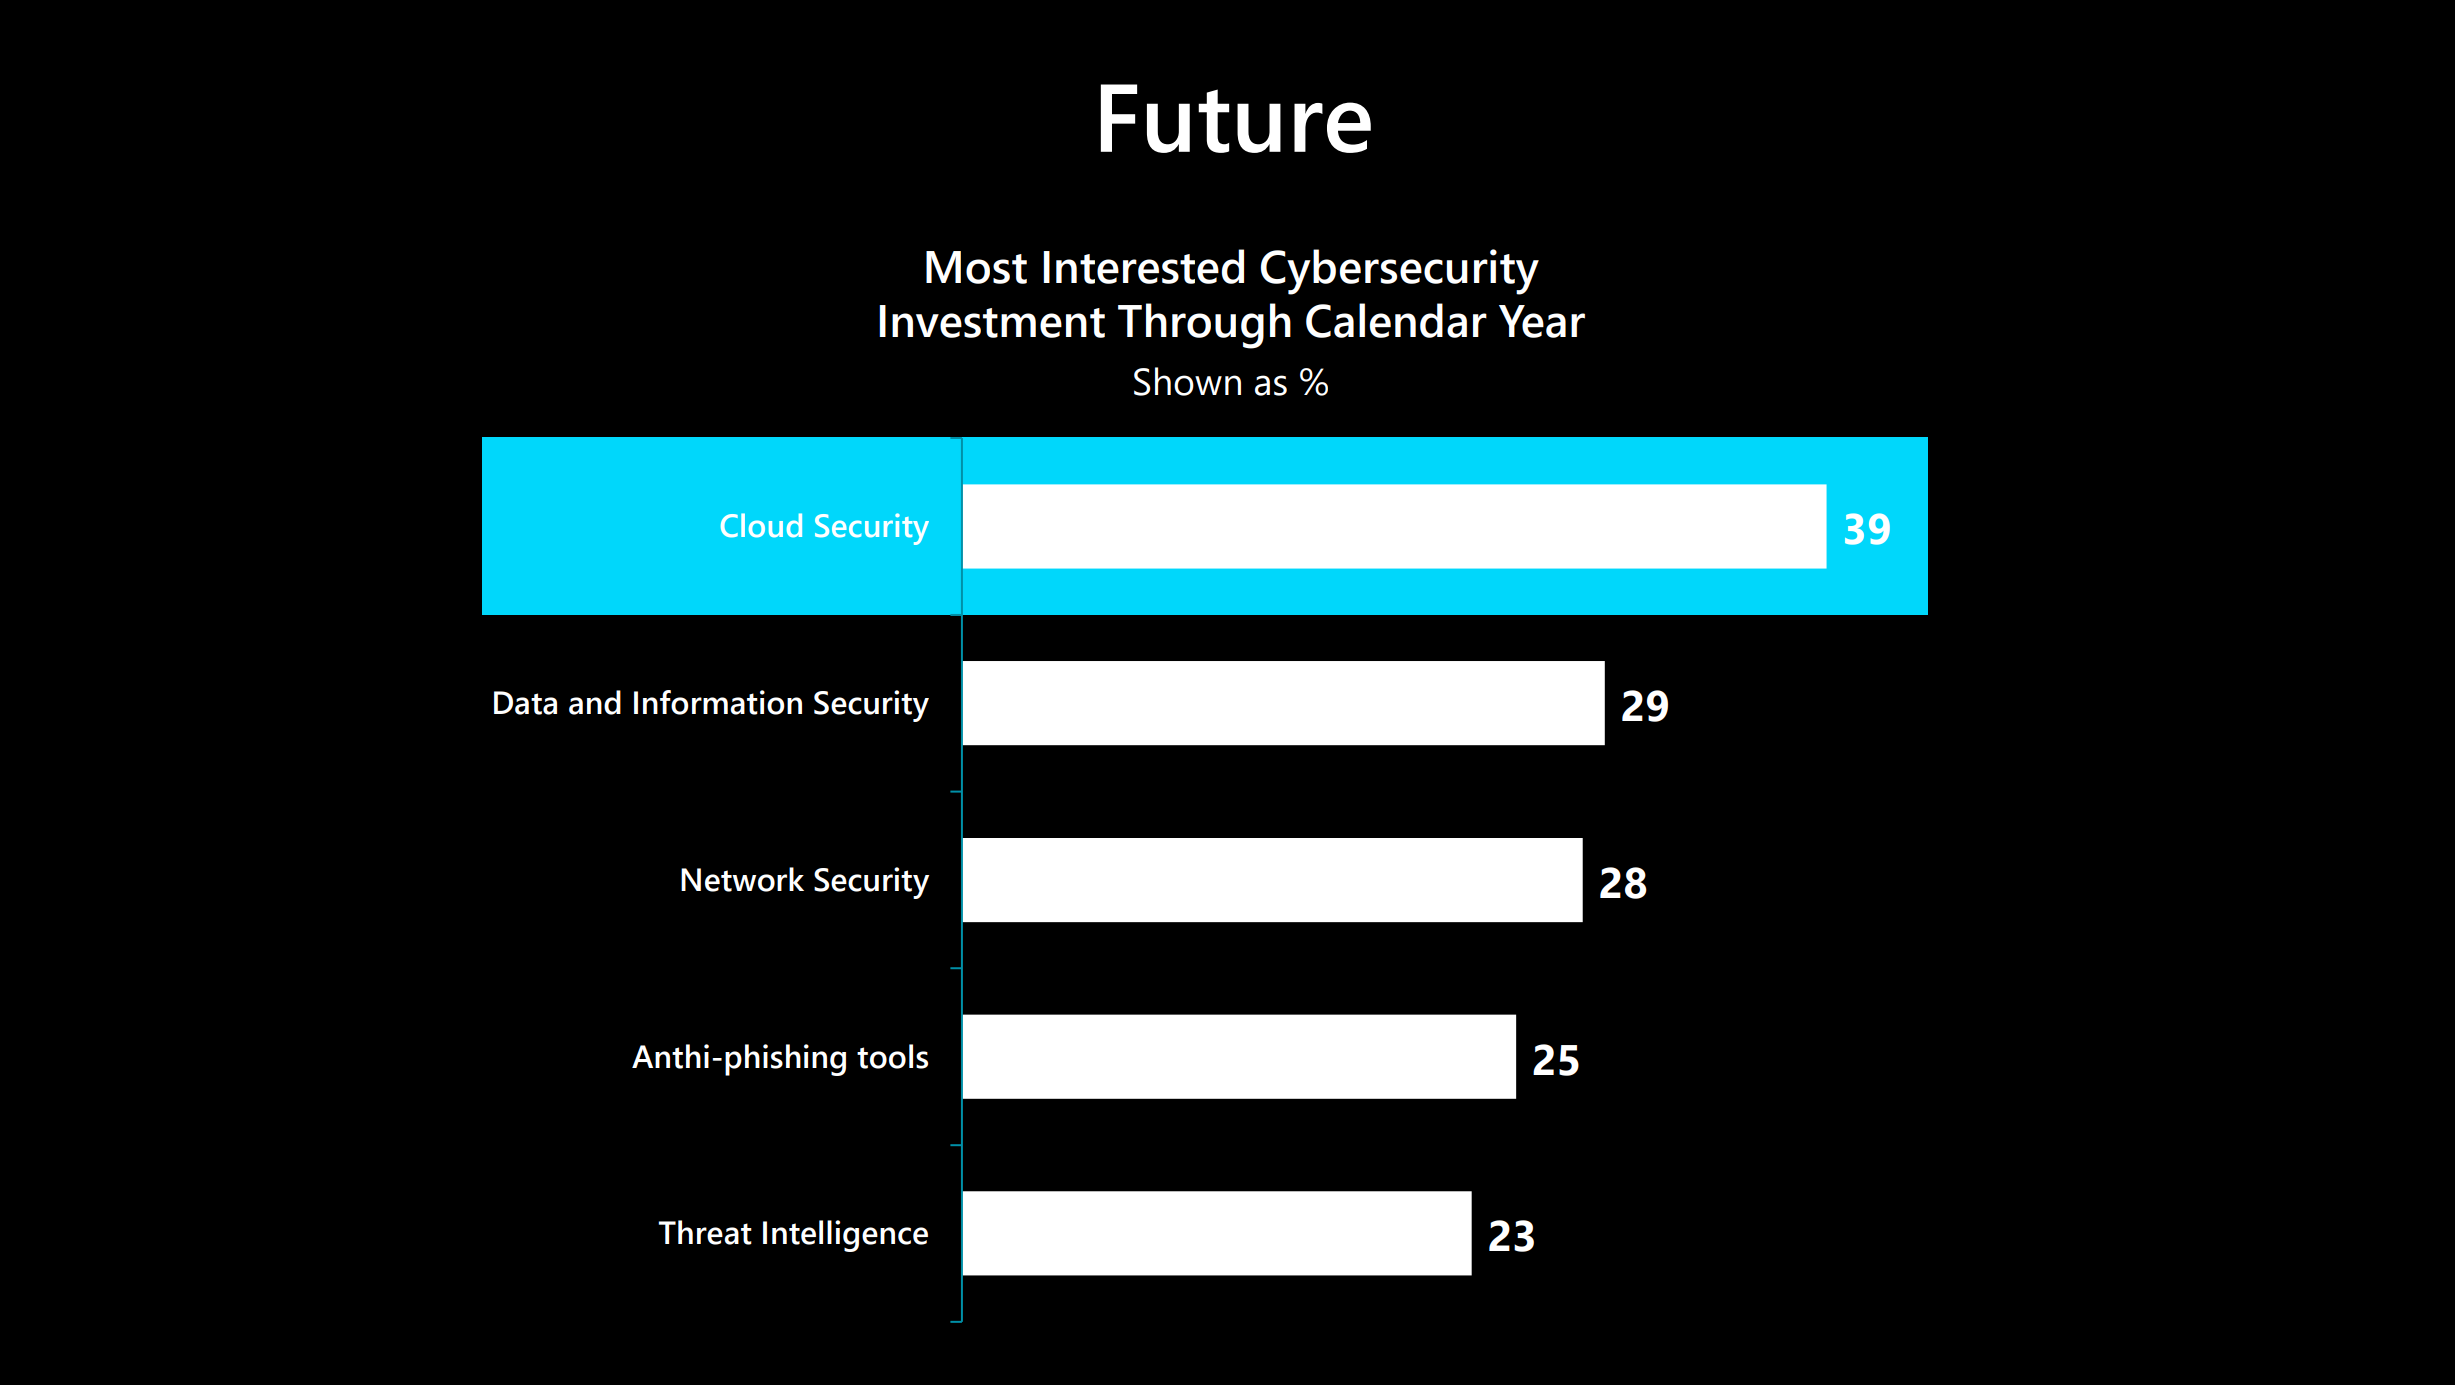 Future
Most Interested Cybersecurity
Investment Through Calendar Year
Shown as %
Cloud Security 39
Data and Information Security 29
Network Security 28
Anthi-phishing tools 25
Threat Intelligence 23